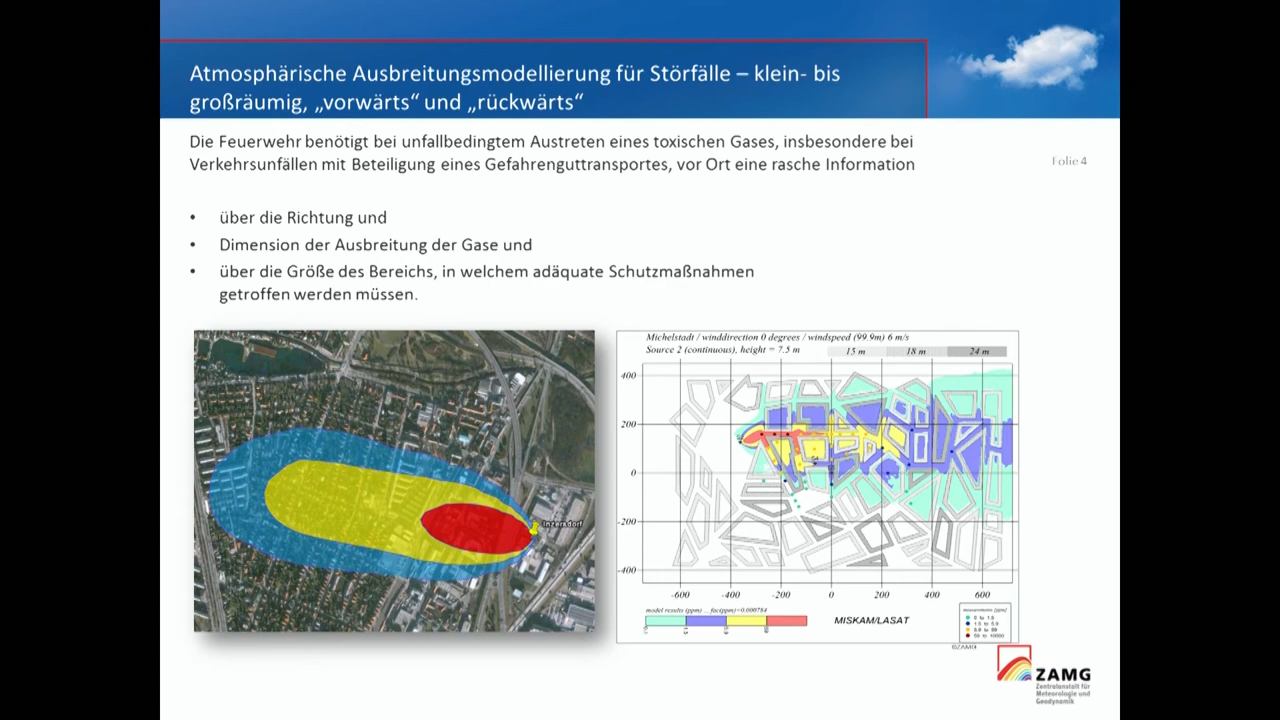 Atmosphärische Ausbreitungsmodellierung für Störfälle – klein- bis
großräumig, „vorwärts“ und „rückwärts“
Die Feuerwehr benötigt bei unfallbedingtem Austreten eines toxischen Gases, insbesondere bei
Verkehrsunfällen mit Beteiligung eines Gefahrenguttransportes, vor Ort eine rasche Information
Folie 4
• über die Richtung und
• Dimension der Ausbreitung der Gase und
• über die Größe des Bereichs, in welchem adäquate Schutzmaßnahmen
getroffen werden müssen.
Inzersdorf
Michelstadt / winddirection 0 degrees / windspeed (99.9m) 6 m/s
Source 2 (continuous), height = 7.5 m
15 m 18 m 24 m
400
200
0
-200
-400
-600 -400 -200 0 200 400 600
model results (ppm) ... fac(ppm)=0.000784
MISKAM/LASAT
©ZAMG
ZAMG
Zentralanstalt für
Meteorologie und
Geodynamik